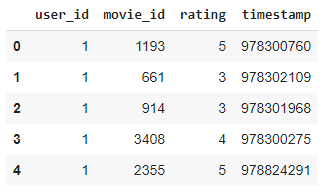 user_id movie_id rating timestamp
0 1 1193 5 978300760
1 1 661 3 978302109
2 1 914 3 978301968
3 1 3408 4 978300275
4 1 2355 5 978824291